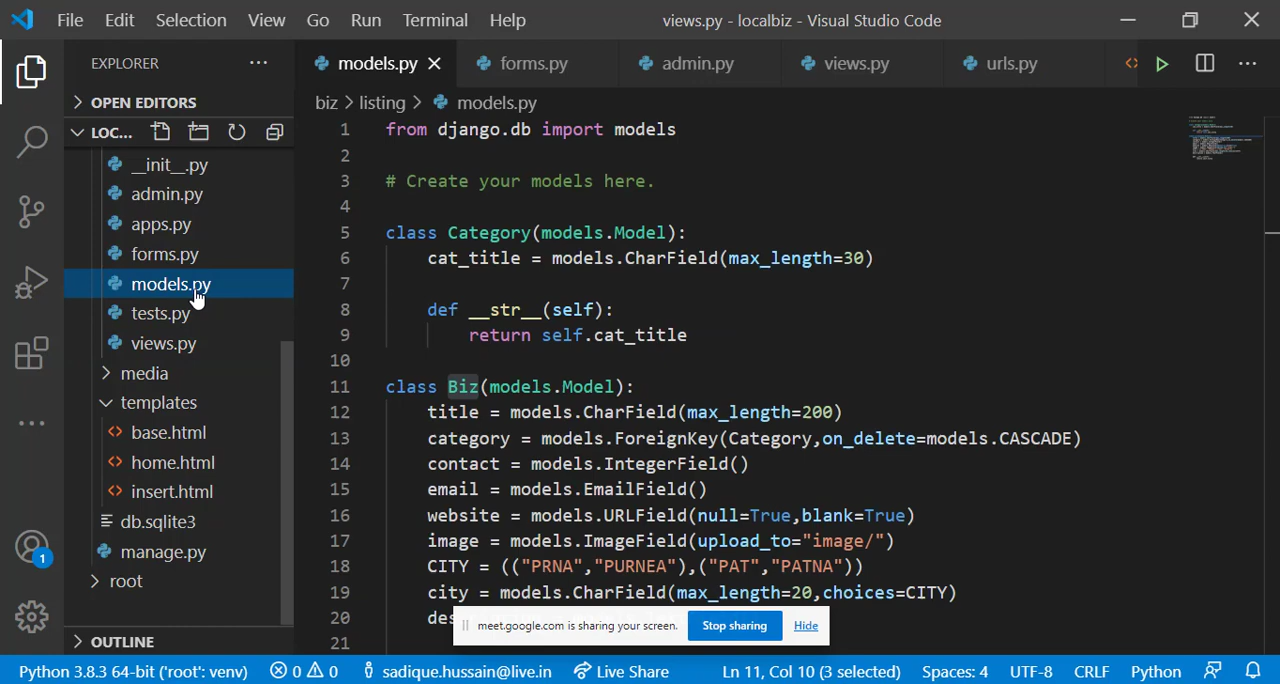 File Edit Selection View Go Run Terminal Help views.py - localbiz - Visual Studio Code
EXPLORER
OPEN EDITORS
LOC...
__init__.py
admin.py
apps.py
forms.py
models.py
tests.py
views.py
media
templates
base.html
home.html
insert.html
db.sqlite3
manage.py
root
OUTLINE
1
models.py forms.py admin.py views.py urls.py
biz > listing > models.py
1 from django.db import models
2
3 # Create your models here.
4
5 class Category(models.Model):
6 cat_title = models.CharField(max_length=30)
7
8 def __str__(self):
9 return self.cat_title
10
11 class Biz(models.Model):
12 title = models.CharField(max_length=200)
13 category = models.ForeignKey(Category,on_delete=models.CASCADE)
14 contact = models.IntegerField()
15 email = models.EmailField()
16 website = models.URLField(null=True,blank=True)
17 image = models.ImageField(upload_to="image/")
18 CITY = (("PRNA","PURNEA"),("PAT","PATNA"))
19 city = models.CharField(max_length=20,choices=CITY)
20 des
21
meet.google.com is sharing your screen. Stop sharing Hide
Python 3.8.3 64-bit ('root': venv) 0 0 sadique.hussain@live.in Live Share Ln 11, Col 10 (3 selected) Spaces: 4 UTF-8 CRLF Python